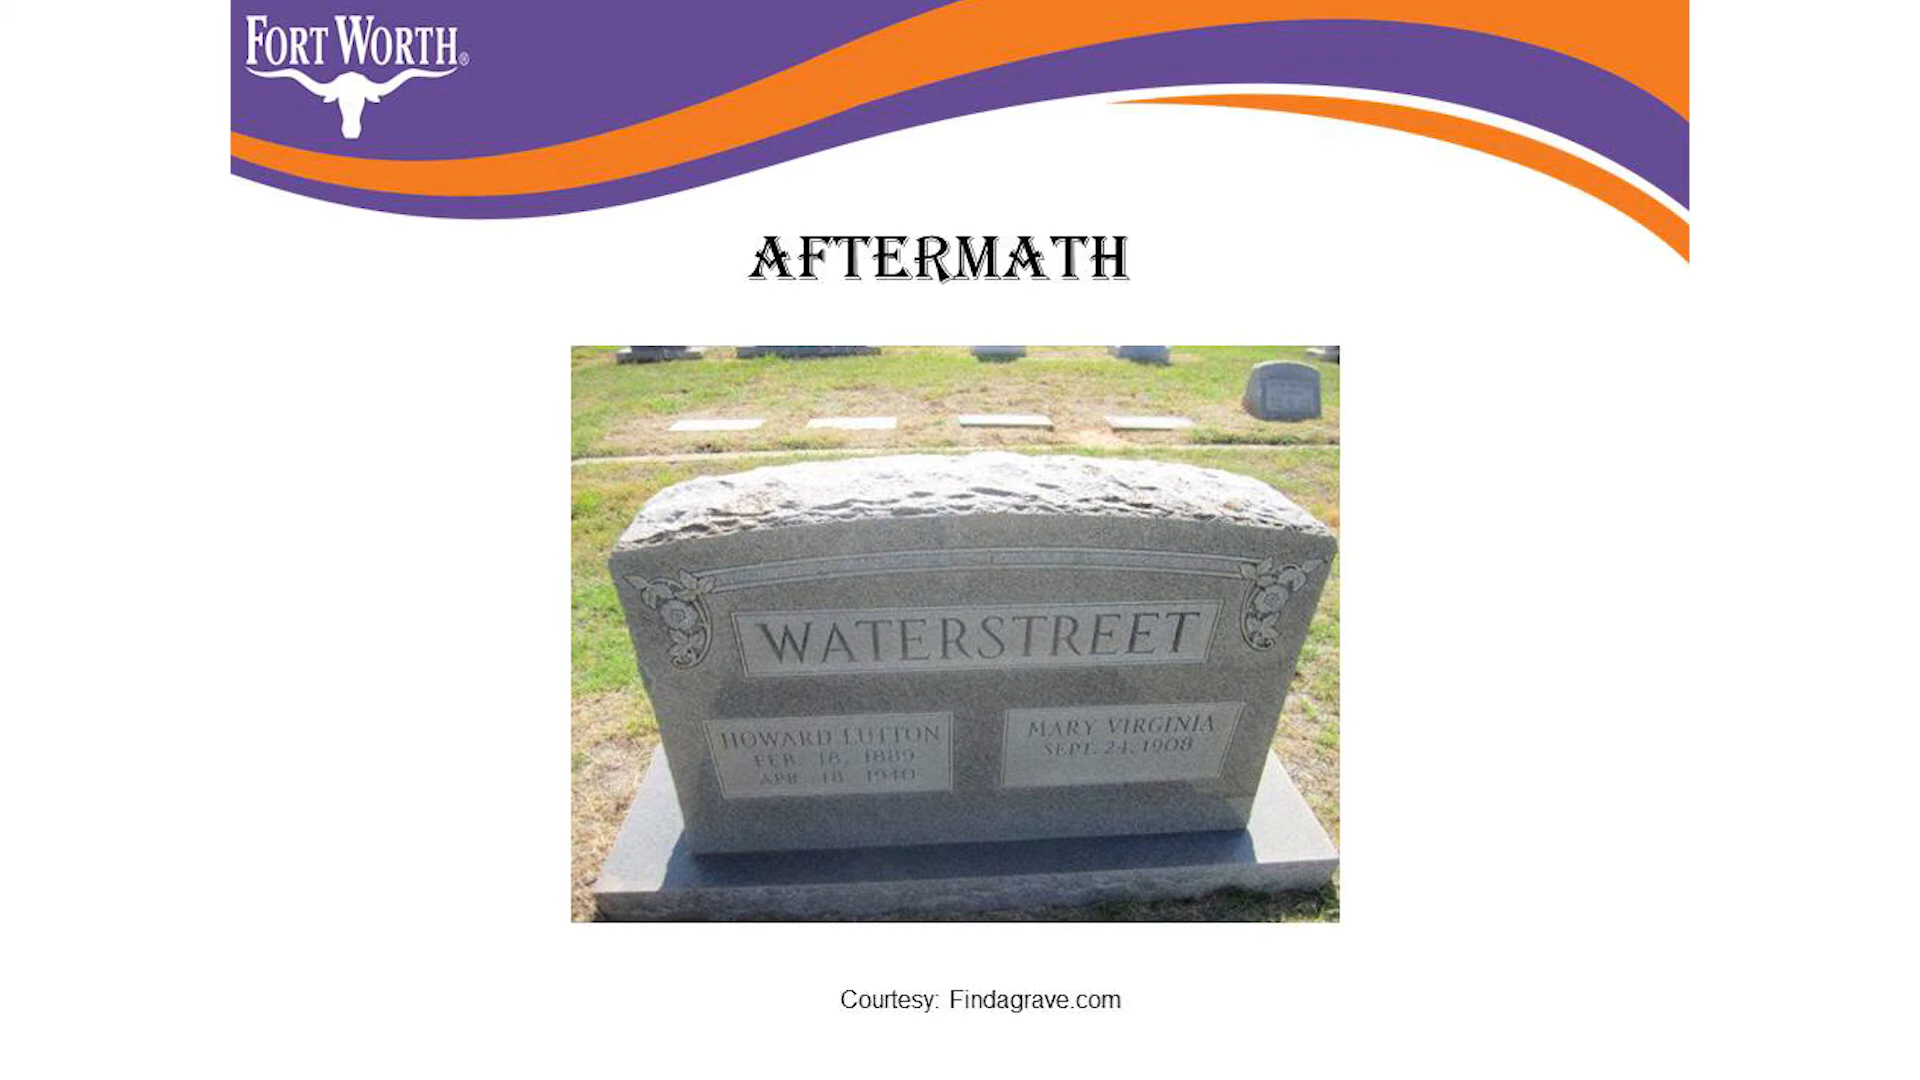 FORT WORTH®
AFTERMATH
WATERSTREET
HOWARD LUTTON
FEB. 18, 1889
APR. 18 1940
MARY VIRGINIA
SEPT. 24, 1908
Courtesy: Findagrave.com